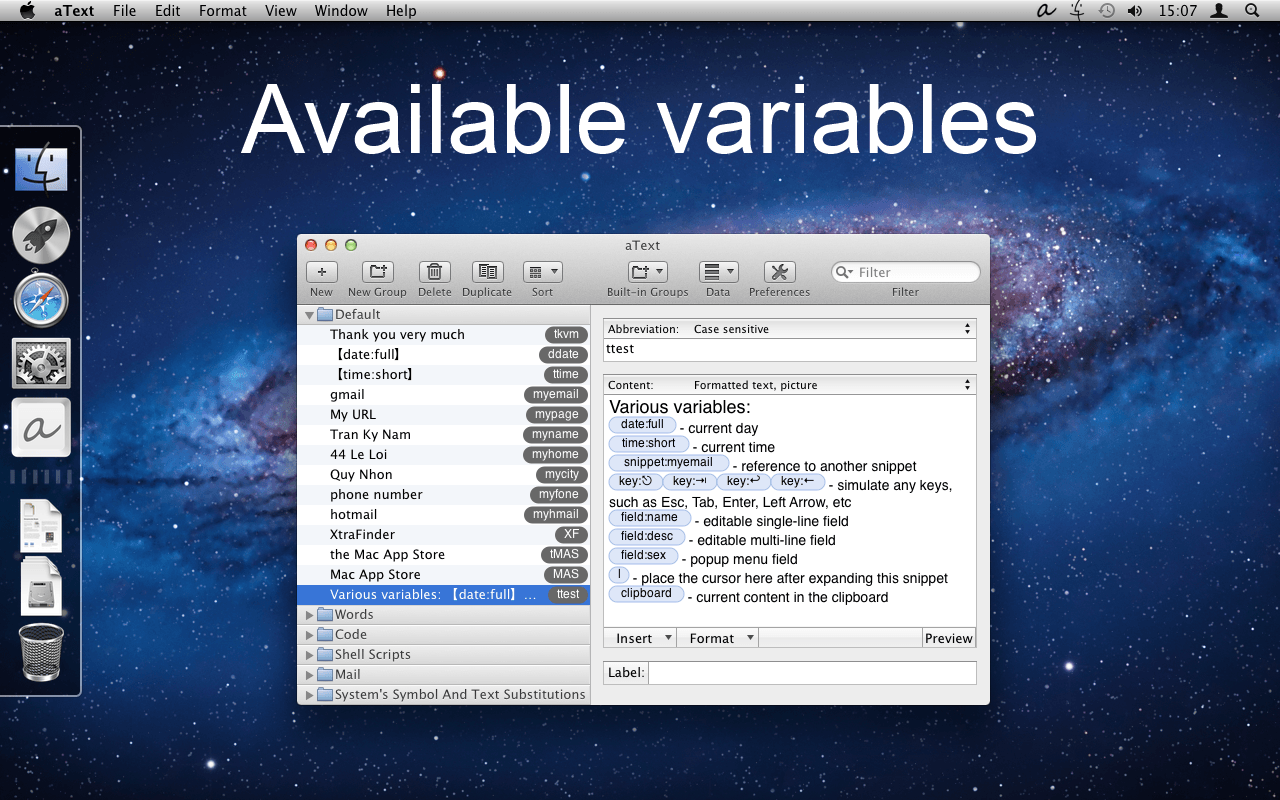 aText File Edit Format View Window Help 15:07
Available variables
aText
New New Group Delete Duplicate Sort Built-in Groups Data Preferences Filter
Filter
Default
Thank you very much tkvm
【date:full】 ddate
【time:short】 ttime
gmail myemail
My URL mypage
Tran Ky Nam myname
44 Le Loi myhome
Quy Nhon mycity
phone number myfone
hotmail myhmail
XtraFinder XF
the Mac App Store tMAS
Mac App Store MAS
Various variables: 【date:full】 ... ttest
Words
Code
Shell Scripts
Mail
System's Symbol And Text Substitutions
Abbreviation: Case sensitive
ttest
Content: Formatted text, picture
Various variables:
date:full - current day
time:short - current time
snippet:myemail - reference to another snippet
key:⎋ key:⇥ key:↩ key:← - simulate any keys,
such as Esc, Tab, Enter, Left Arrow, etc
field:name - editable single-line field
field:desc - editable multi-line field
field:sex - popup menu field
| - place the cursor here after expanding this snippet
clipboard - current content in the clipboard
Insert Format Preview
Label: